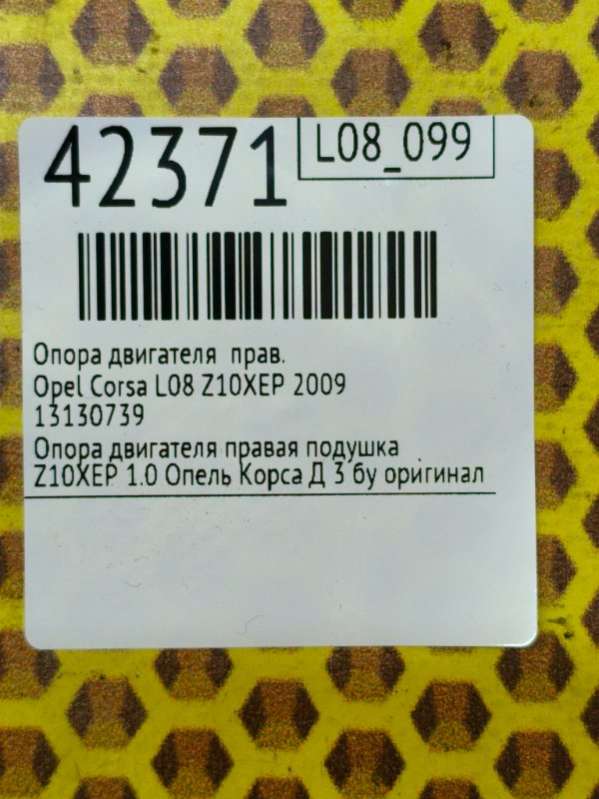 42371
L08_099
Опора двигателя прав.
Opel Corsa L08 Z10XEP 2009
13130739
Опора двигателя правая подушка
Z10XEP 1.0 Опель Корса Д 3 бу оригинал